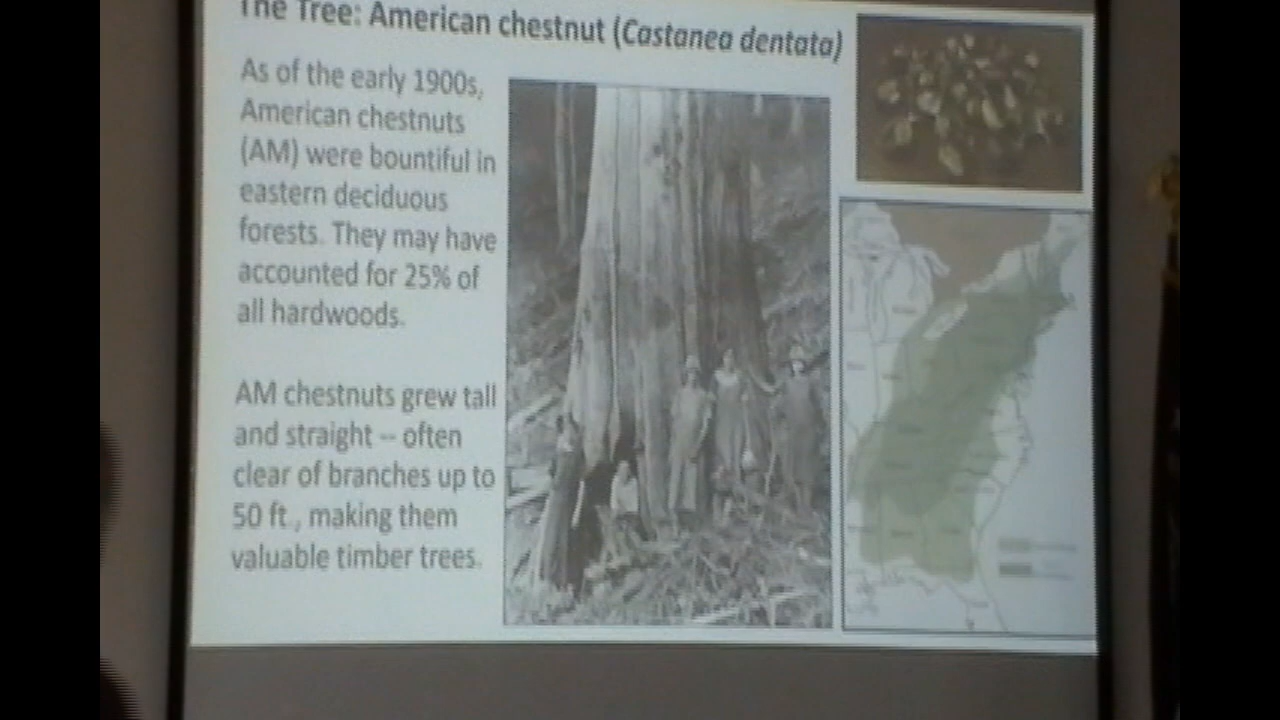 The Tree: American chestnut (Castanea dentata)
As of the early 1900s,
American chestnuts
(AM) were bountiful in
eastern deciduous
forests. They may have
accounted for 25% of
all hardwoods.
AM chestnuts grew tall
and straight -- often
clear of branches up to
50 ft., making them
valuable timber trees.